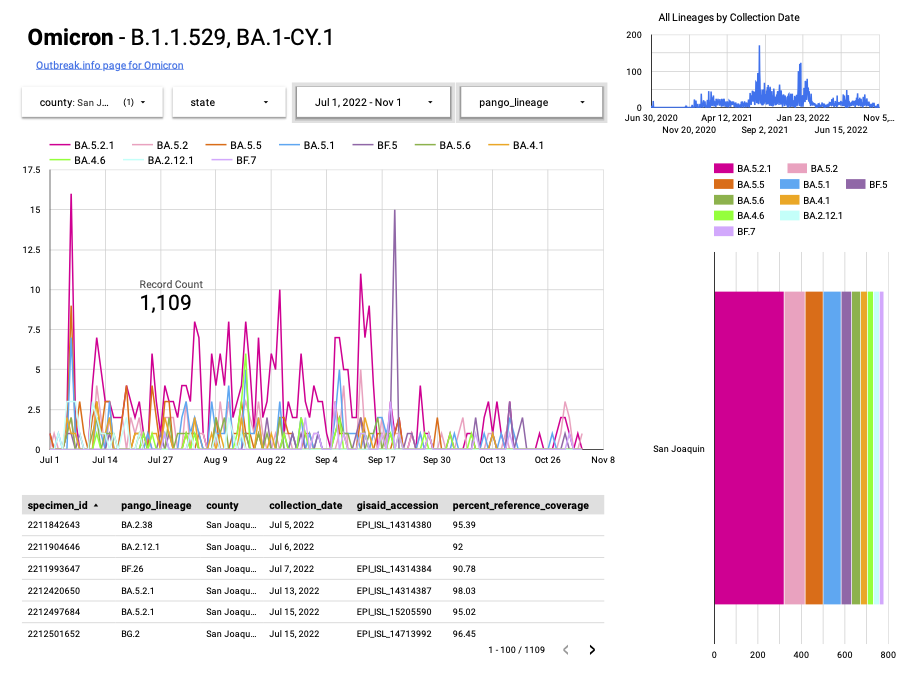 Omicron - B.1.1.529, BA.1-CY.1
Outbreak.info page for Omicron
county: San J... (1)
state
Jul 1, 2022 - Nov 1
pango_lineage
BA.5.2.1 BA.5.2 BA.5.5 BA.5.1 BF.5 BA.5.6 BA.4.1
BA.4.6 BA.2.12.1 BF.7
17.5
15
12.5
10
7.5
5
2.5
0
Record Count
1,109
Jul 1 Jul 14 Jul 27 Aug 9 Aug 22 Sep 4 Sep 17 Sep 30 Oct 13 Oct 26 Nov 8
specimen_id pango_lineage county collection_date gisaid_accession percent_reference_coverage
2211842643 BA.2.38 San Joaqu... Jul 5, 2022 EPI_ISL_14314380 95.39
2211904646 BA.2.12.1 San Joaqu... Jul 6, 2022 92
2211993647 BF.26 San Joaqu... Jul 7, 2022 EPI_ISL_14314384 90.78
2212420650 BA.5.2.1 San Joaqu... Jul 13, 2022 EPI_ISL_14314387 98.03
2212497684 BA.5.2.1 San Joaqu... Jul 15, 2022 EPI_ISL_15205590 95.02
2212501652 BG.2 San Joaqu... Jul 15, 2022 EPI_ISL_14713992 96.45
1 - 100 / 1109
All Lineages by Collection Date
200
100
0
Jun 30, 2020 Apr 12, 2021 Jan 23, 2022 Nov 5,...
Nov 20, 2020 Sep 2, 2021 Jun 15, 2022
BA.5.2.1 BA.5.2
BA.5.5 BA.5.1 BF.5
BA.5.6 BA.4.1
BA.4.6 BA.2.12.1
BF.7
San Joaquin
0 200 400 600 800